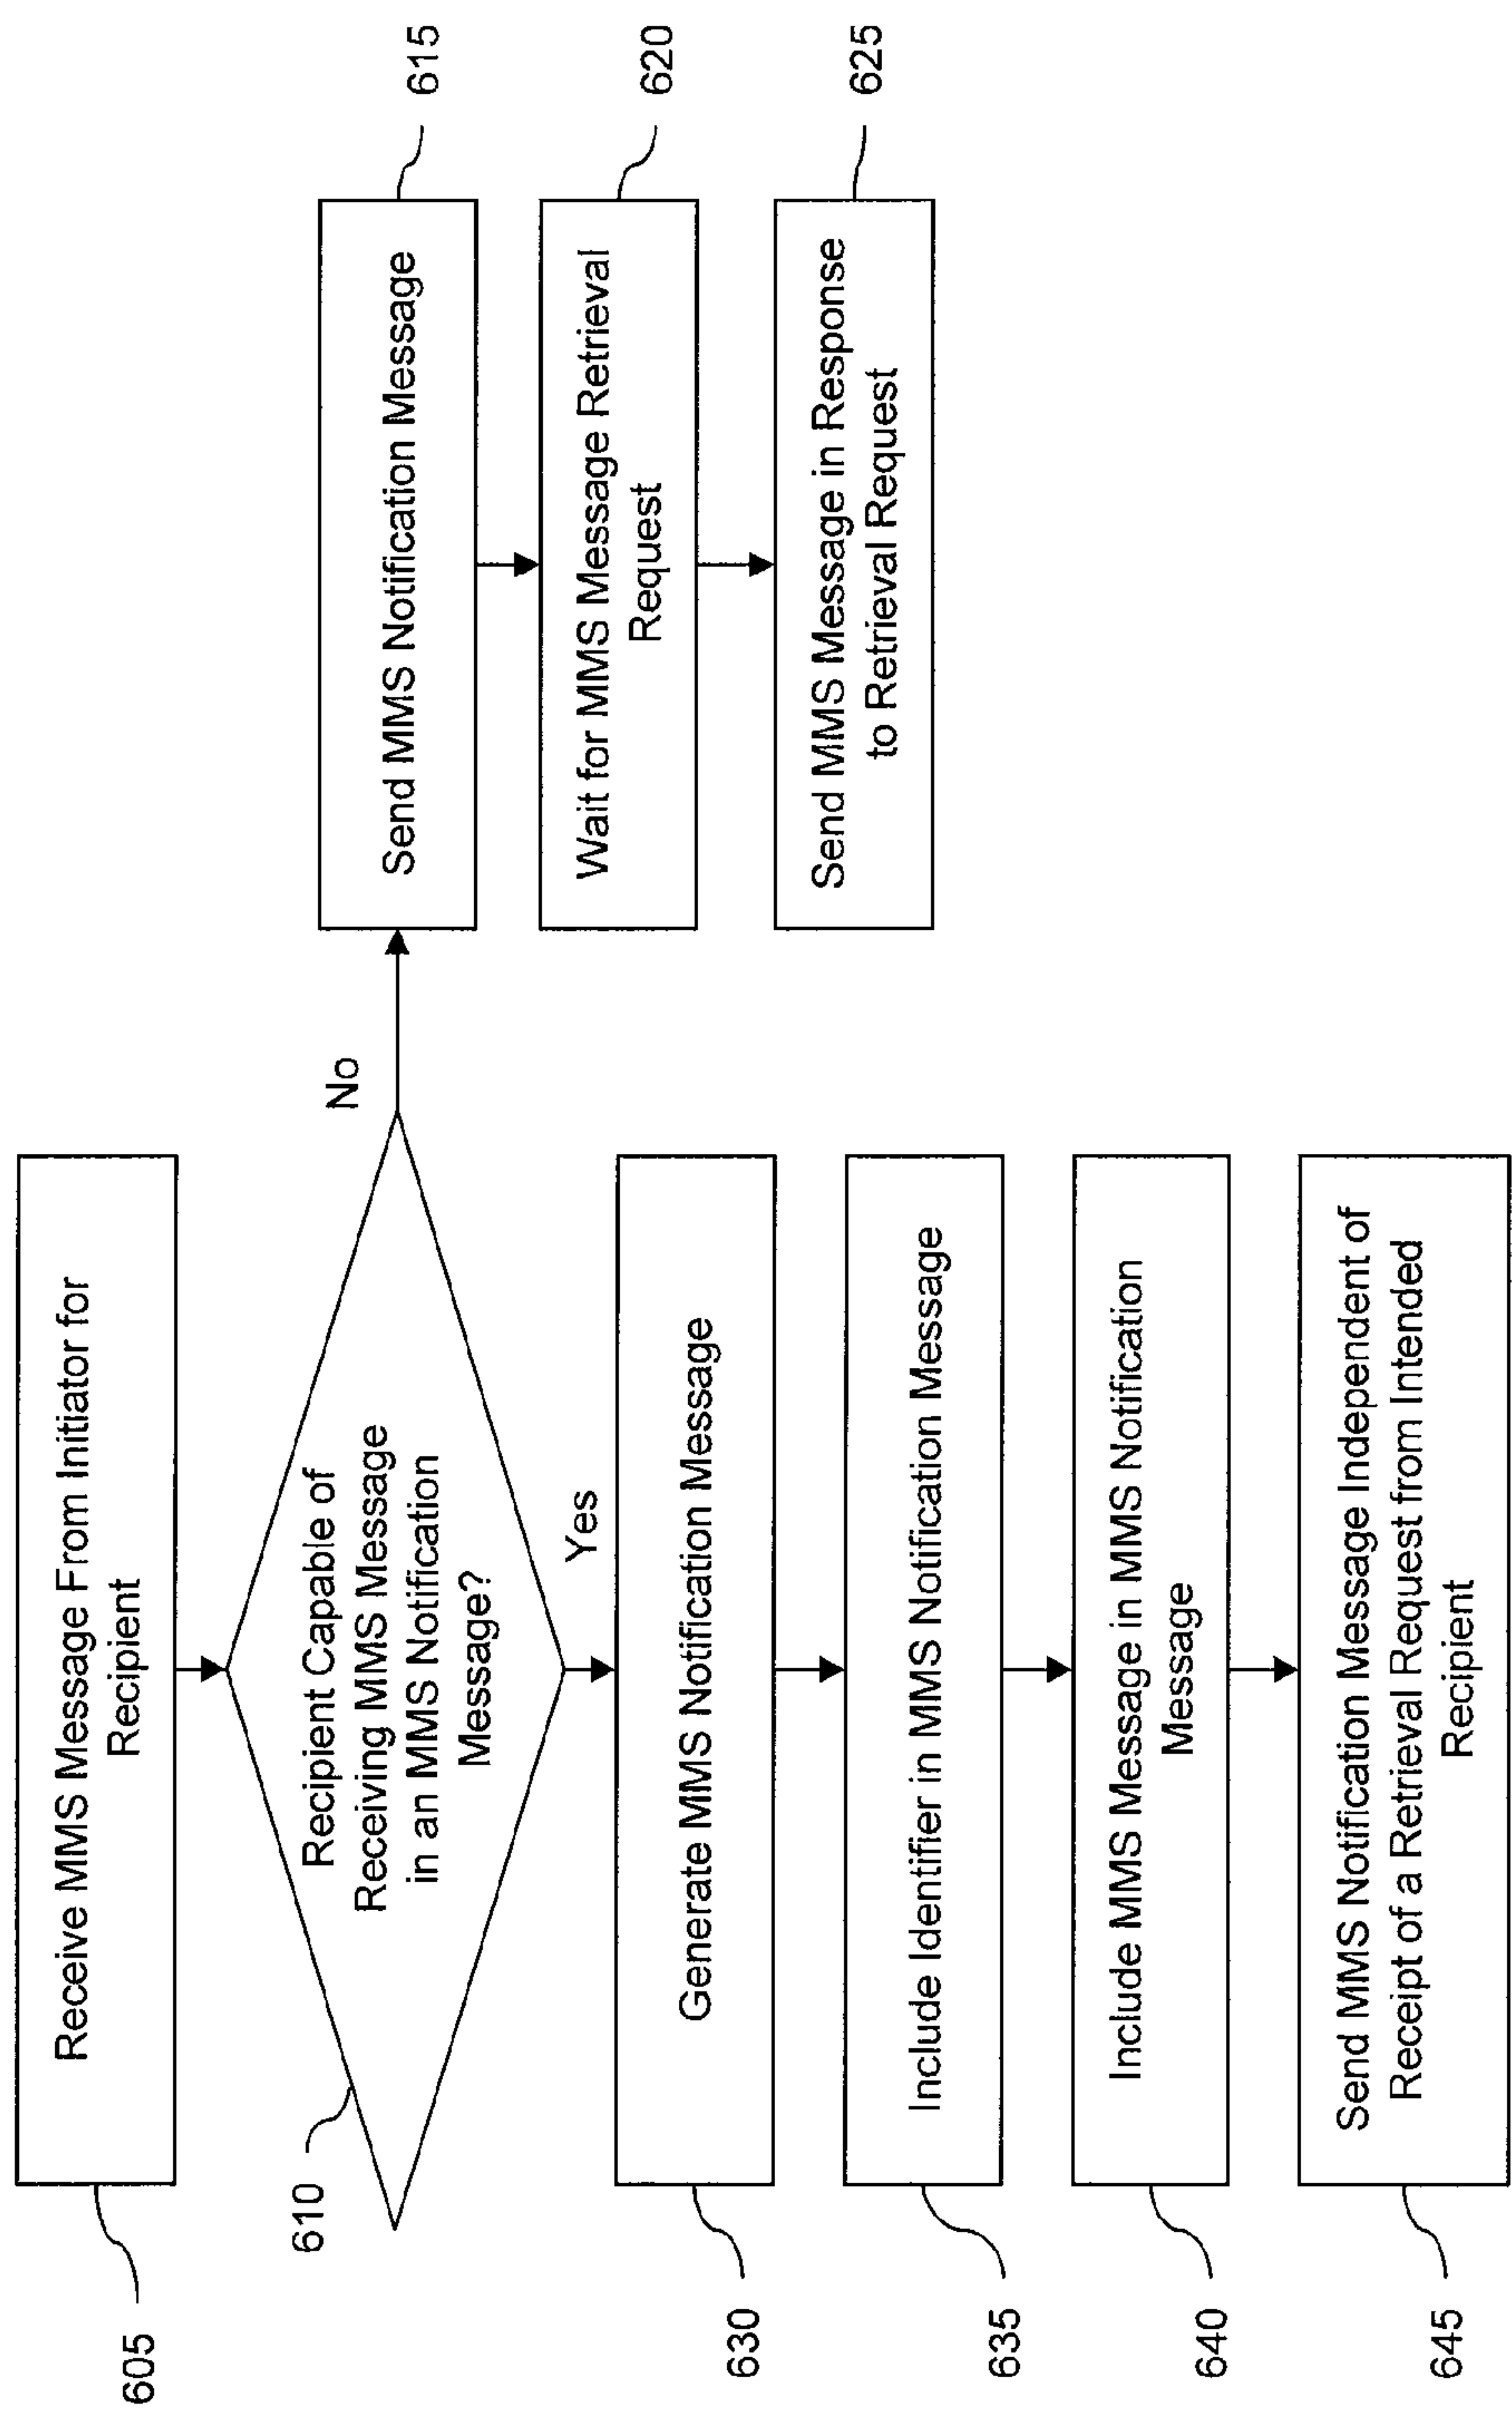 605
Receive MMS Message From Initiator for
Recipient
610
Recipient Capable of
Receiving MMS Message
in an MMS Notification
Message?
No
Send MMS Notification Message
615
Wait for MMS Message Retrieval
Request
620
Send MMS Message in Response
to Retrieval Request
625
Yes
630
Generate MMS Notification Message
635
Include Identifier in MMS Notification Message
640
Include MMS Message in MMS Notification
Message
645
Send MMS Notification Message Independent of
Receipt of a Retrieval Request from Intended
Recipient